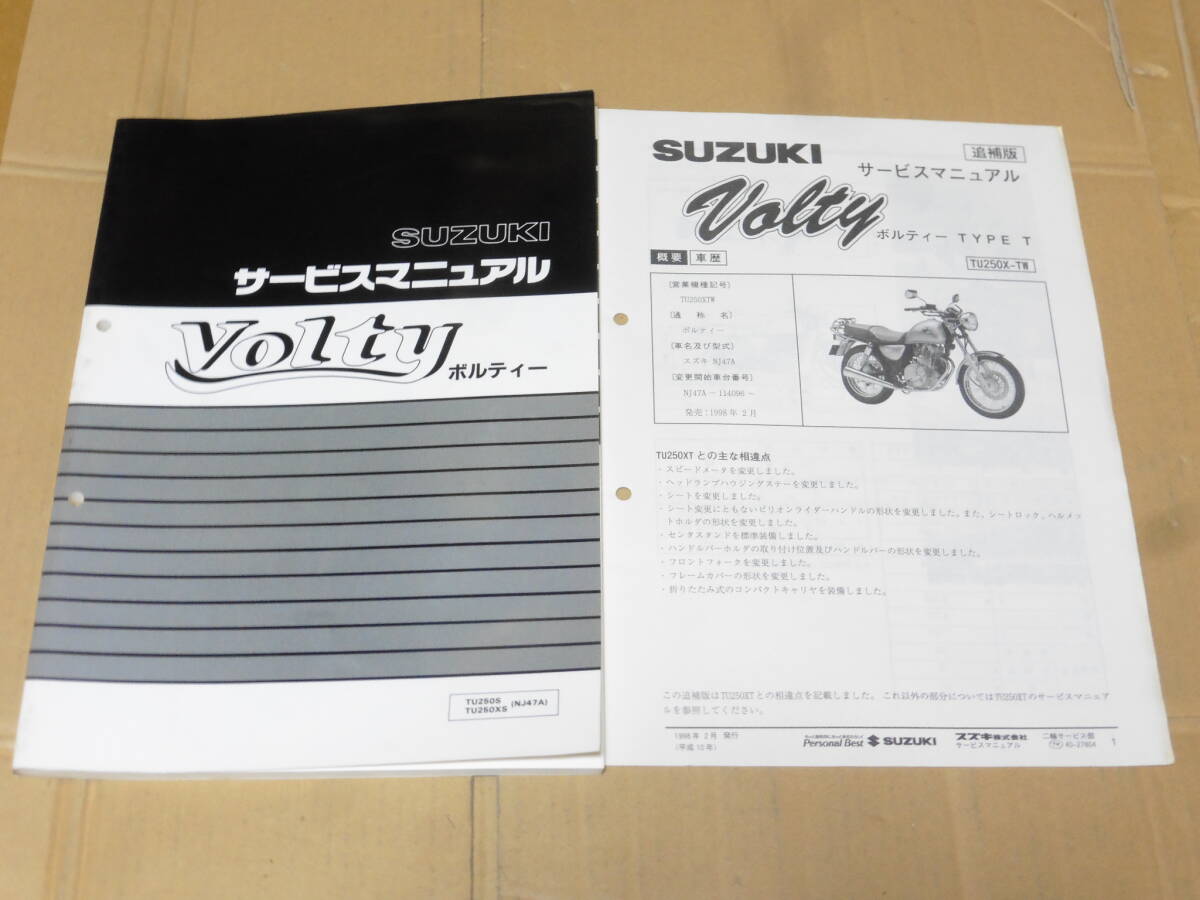 SUZUKI
サービスマニュアル
Volty
ボルティー
TU250S
TU250XS (NJ47A)
SUZUKI
追補版
サービスマニュアル
Volty
ボルティー TYPE T
TU250X-TW
概要 車歴
〔営業機種記号〕
TU250XTW
〔通 称 名〕
ボルティー
〔車名及び型式〕
スズキ NJ47A
〔変更開始車台番号〕
NJ47A－114096～
発売：1998年 2月
TU250XTとの主な相違点
・スピードメータを変更しました。
・ヘッドランプハウジングステーを変更しました。
・シートを変更しました。
・シート変更にともないピリオンライダーハンドルの形状を変更しました。また、シートロック、ヘルメッ
トホルダの形状を変更しました。
・センタスタンドを標準装備しました。
・ハンドルバーホルダの取り付け位置及びハンドルバーの形状を変更しました。
・フロントフォークを変更しました。
・フレームカバーの形状を変更しました。
・折りたたみ式のコンパクトキャリヤを装備しました。
この追補版はTU250XTとの相違点を記載しました。これ以外の部分についてはTU250XTのサービスマニュア
ルを参照してください。
1998年 2月 発行
(平成10年)
Personal Best SUZUKI
スズキ株式会社
サービスマニュアル
二輪サービス部
40-27804
1